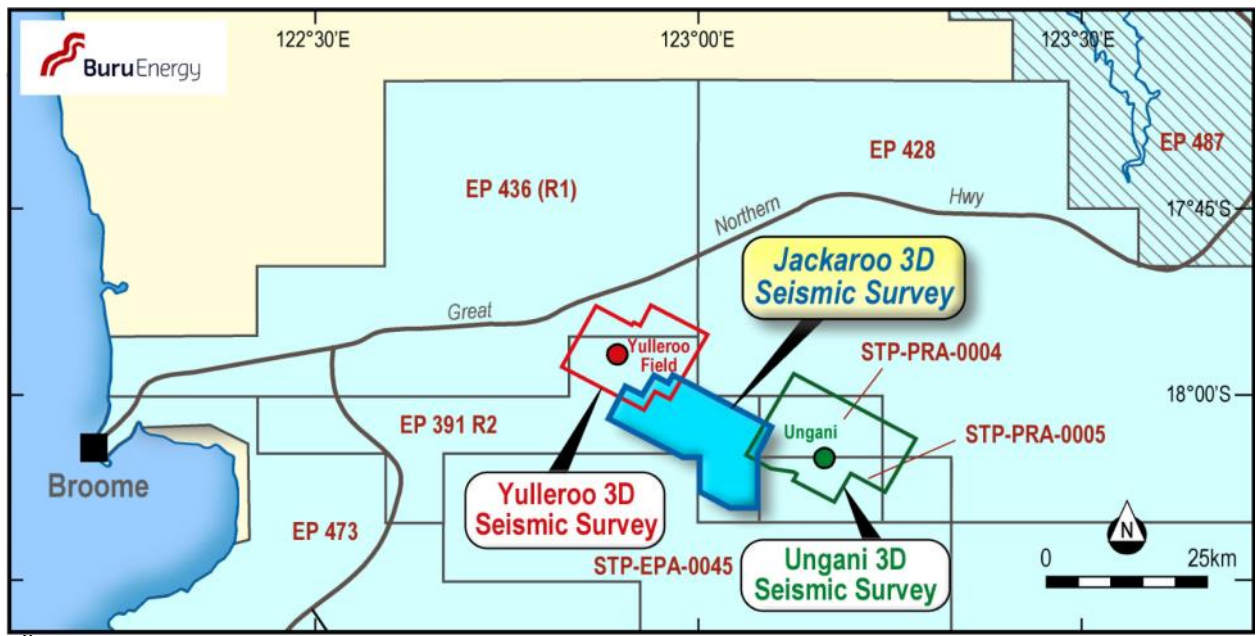 122°30'E
123°00'E
123°30'E
BuruEnergy
EP 428
EP 487
EP 436 (R1)
17°45'S
Northern
Hwy
Jackaroo 3D
Seismic Survey
Great
Yulleroo
Field
STP-PRA-0004
18°00'S
EP 391 R2
Ungani
STP-PRA-0005
Broome
Yulleroo 3D
Seismic Survey
EP 473
STP-EPA-0045
Ungani 3D
Seismic Survey
N
0
25km